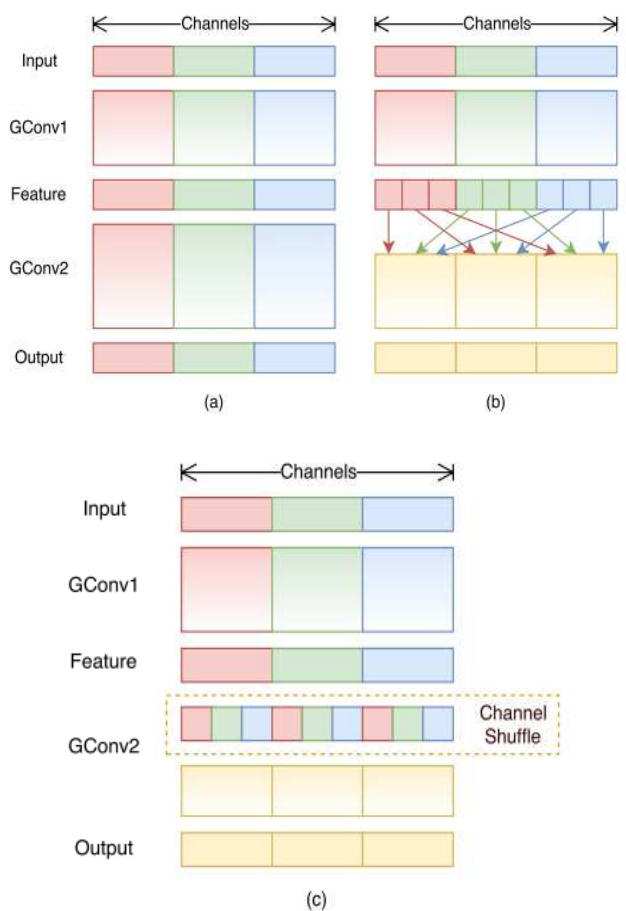 Channels
Input
GConv1
Feature
GConv2
Output
(a)
Channels
(b)
Channels
Input
GConv1
Feature
Channel
Shuffle
GConv2
Output
(c)